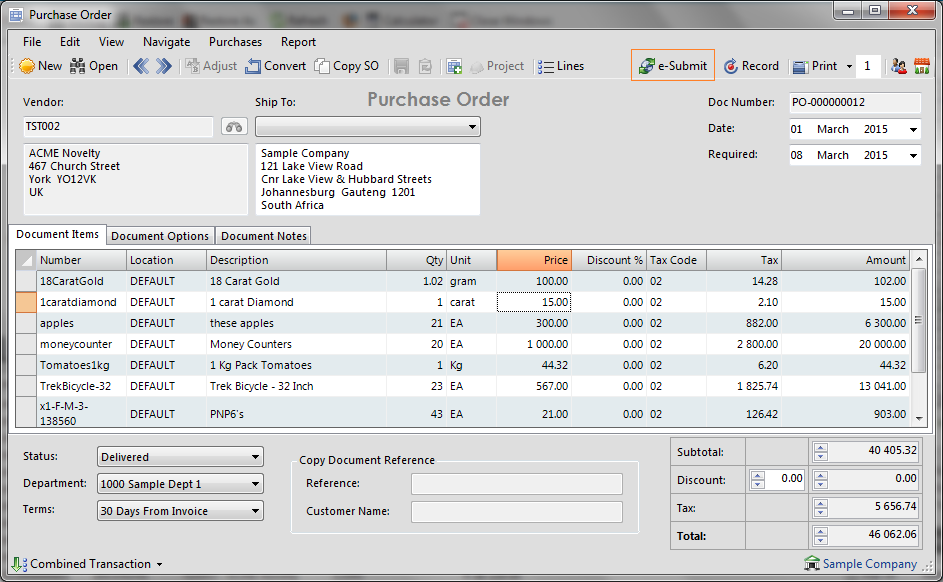 Purchase Order
File Edit View Navigate Purchases Report
New Open Adjust Convert Copy SO Project Lines e-Submit Record Print 1
Vendor: Ship To: Purchase Order Doc Number: PO-000000012
TST002 Date: 01 March 2015
Required: 08 March 2015
ACME Novelty
467 Church Street
York YO12VK
UK
Sample Company
121 Lake View Road
Cnr Lake View & Hubbard Streets
Johannesburg Gauteng 1201
South Africa
Document Items Document Options Document Notes
Number Location Description Qty Unit Price Discount % Tax Code Tax Amount
18CaratGold DEFAULT 18 Carat Gold 1.02 gram 100.00 0.00 02 14.28 102.00
1caratdiamond DEFAULT 1 carat Diamond 1 carat 15.00 0.00 02 2.10 15.00
apples DEFAULT these apples 21 EA 300.00 0.00 02 882.00 6 300.00
moneycounter DEFAULT Money Counters 20 EA 1 000.00 0.00 02 2 800.00 20 000.00
Tomatoes1kg DEFAULT 1 Kg Pack Tomatoes 1 Kg 44.32 0.00 02 6.20 44.32
TrekBicycle-32 DEFAULT Trek Bicycle - 32 Inch 23 EA 567.00 0.00 02 1 825.74 13 041.00
x1-F-M-3-
138560 DEFAULT PNP6's 43 EA 21.00 0.00 02 126.42 903.00
Status: Delivered
Department: 1000 Sample Dept 1
Terms: 30 Days From Invoice
Copy Document Reference
Reference:
Customer Name:
Subtotal: 40 405.32
Discount: 0.00 0.00
Tax: 5 656.74
Total: 46 062.06
Combined Transaction Sample Company